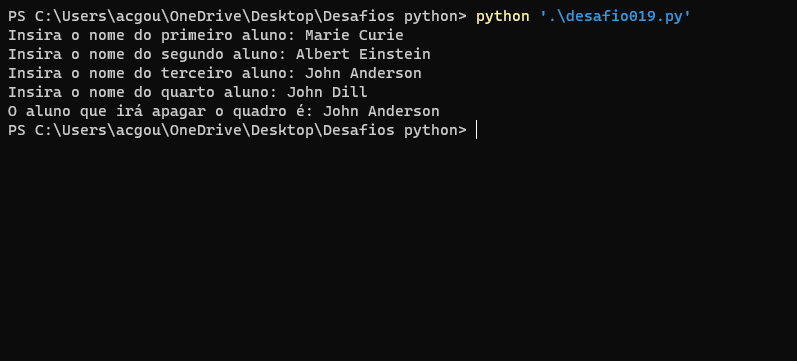 PS C:\Users\acgou\OneDrive\Desktop\Desafios python> python '.\desafio019.py'
Insira o nome do primeiro aluno: Marie Curie
Insira o nome do segundo aluno: Albert Einstein
Insira o nome do terceiro aluno: John Anderson
Insira o nome do quarto aluno: John Dill
O aluno que irá apagar o quadro é: John Anderson
PS C:\Users\acgou\OneDrive\Desktop\Desafios python>